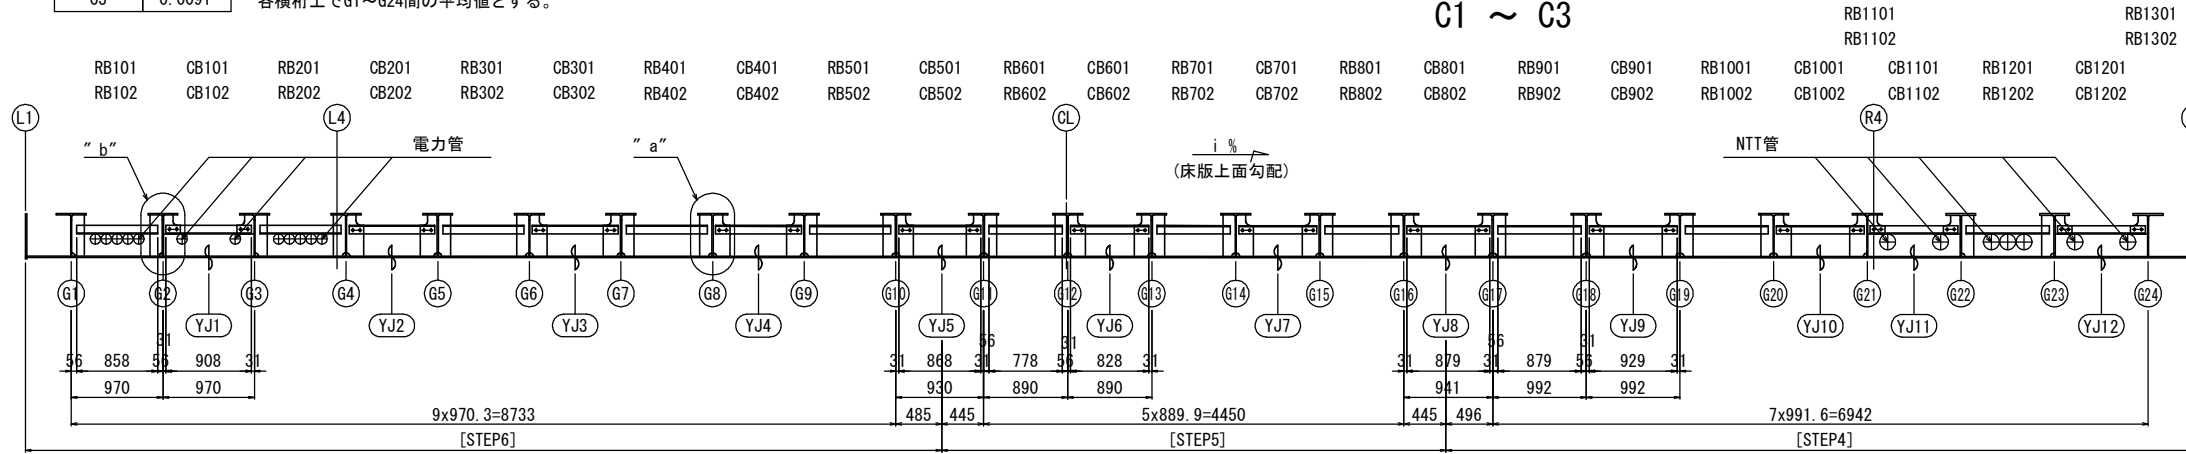 C3 0.0091 各横桁上でG1～G24間の平均値とする。
C1 ～ C3
RB1101 RB1301
RB1102 RB1302
RB101 CB101 RB201 CB201 RB301 CB301 RB401 CB401 RB501 CB501 RB601 CB601 RB701 CB701 RB801 CB801 RB901 CB901 RB1001 CB1001 CB1101 RB1201 CB1201
RB102 CB102 RB202 CB202 RB302 CB302 RB402 CB402 RB502 CB502 RB602 CB602 RB702 CB702 RB802 CB802 RB902 CB902 RB1002 CB1002 CB1102 RB1202 CB1202
L1 L4 CL R4
"b" 電力管 "a" i % NTT管
(床版上面勾配)
G1 G2 G3 G4 G5 G6 G7 G8 G9 G10 G11 G12 G13 G14 G15 G16 G17 G18 G19 G20 G21 G22 G23 G24
YJ1 YJ2 YJ3 YJ4 YJ5 YJ6 YJ7 YJ8 YJ9 YJ10 YJ11 YJ12
31 56 31 56 31
56 858 56 908 31 31 868 31 778 56 828 31 31 879 31 879 56 929 31
970 970 930 890 890 941 992 992
9x970.3=8733 485 445 5x889.9=4450 445 496 7x991.6=6942
[STEP6] [STEP5] [STEP4]